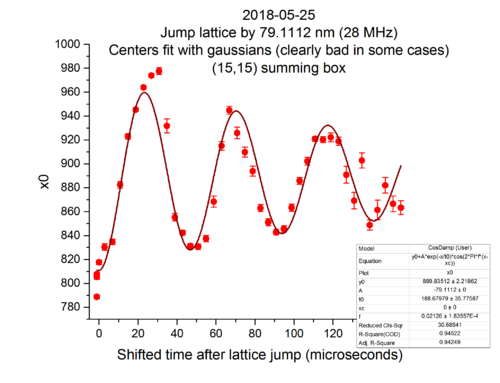 2018-05-25
Jump lattice by 79.1112 nm (28 MHz)
Centers fit with gaussians (clearly bad in some cases)
(15,15) summing box
1000
980
960
940
920
900
880
860
840
820
800
780
x0
0 20 40 60 80 100 120 140 160
Shifted time after lattice jump (microseconds)
Model CosDamp (User)
Equation y0+A*exp(-x/t0)*cos(2*PI*f*(x-xc))
Plot x0
y0 889.83512 ± 2.21862
A -79.1112 ± 0
t0 188.67979 ± 35.77587
xc 0 ± 0
f 0.02126 ± 1.83557E-4
Reduced Chi-Sqr 30.68941
R-Square(COD) 0.94522
Adj. R-Square 0.94249